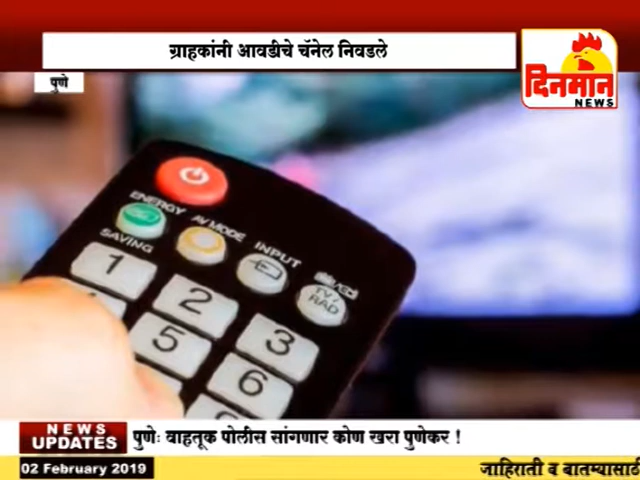 ग्राहकांनी आवडीचे चॅनेल निवडले
पुणे
दिनमान
NEWS
ENERGY
SAVING
AV MODE
INPUT
TV/
RAD
1
2
3
5
6
NEWS
UPDATES
पुणेः वाहतूक पोलीस सांगणार कोण खरा पुणेकर !
02 February 2019
जाहिराती व बातम्यासाठी